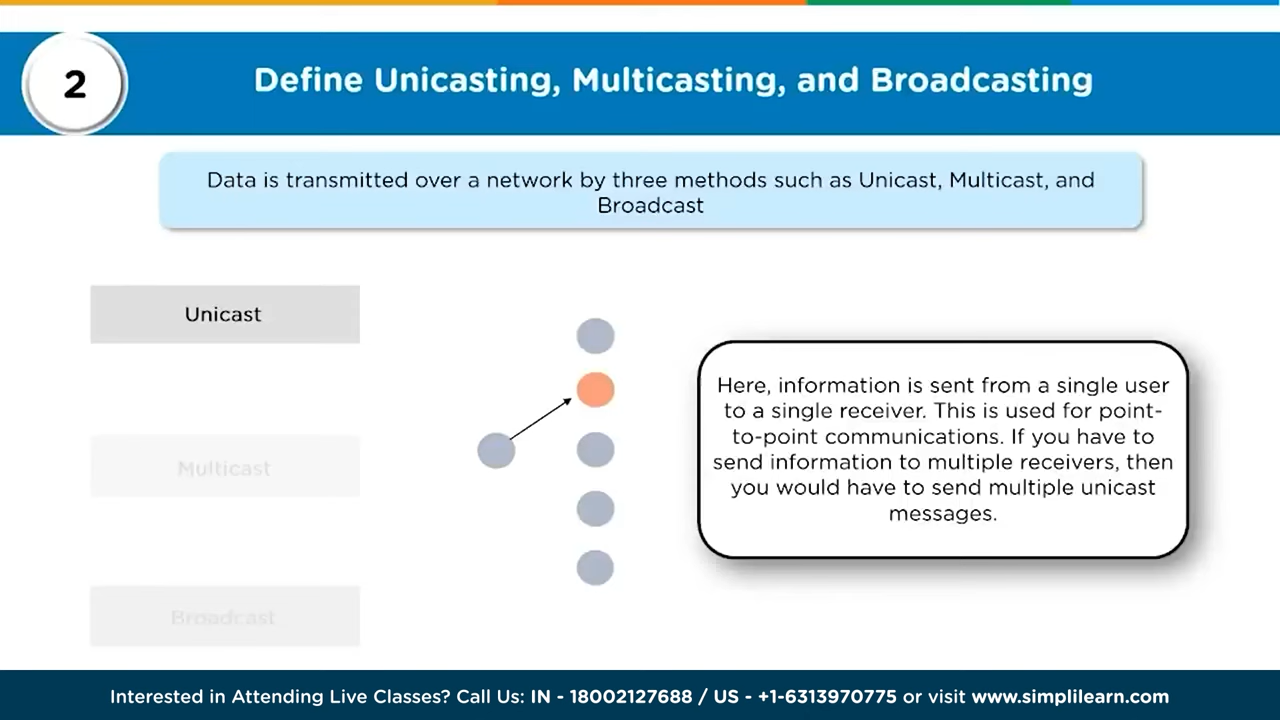 2
Define Unicasting, Multicasting, and Broadcasting
Data is transmitted over a network by three methods such as Unicast, Multicast, and
Broadcast
Unicast
Multicast
Broadcast
Here, information is sent from a single user
to a single receiver. This is used for point-
to-point communications. If you have to
send information to multiple receivers, then
you would have to send multiple unicast
messages.
Interested in Attending Live Classes? Call Us: IN - 18002127688 / US - +1-6313970775 or visit www.simplilearn.com